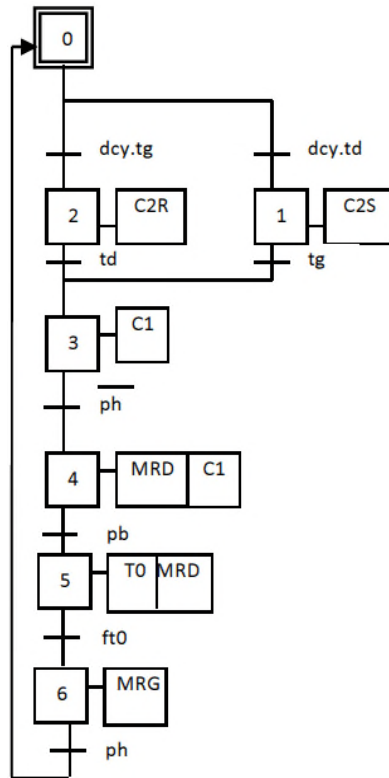 0
dcy.tg dcy.td
2 C2R 1 C2S
td tg
3 C1
p̅h̅
4 MRD C1
pb
5 T0 MRD
ft0
6 MRG
ph